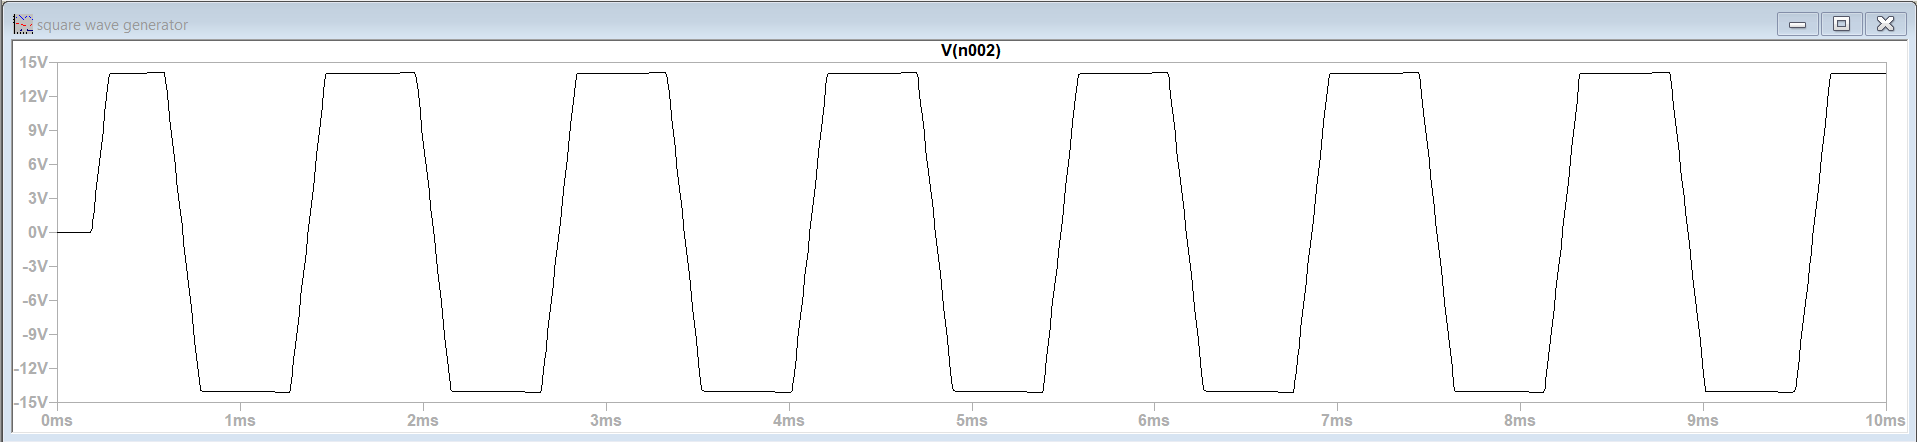 square wave generator
V(n002)
15V
12V
9V
6V
3V
0V
-3V
-6V
-9V
-12V
-15V
0ms 1ms 2ms 3ms 4ms 5ms 6ms 7ms 8ms 9ms 10ms